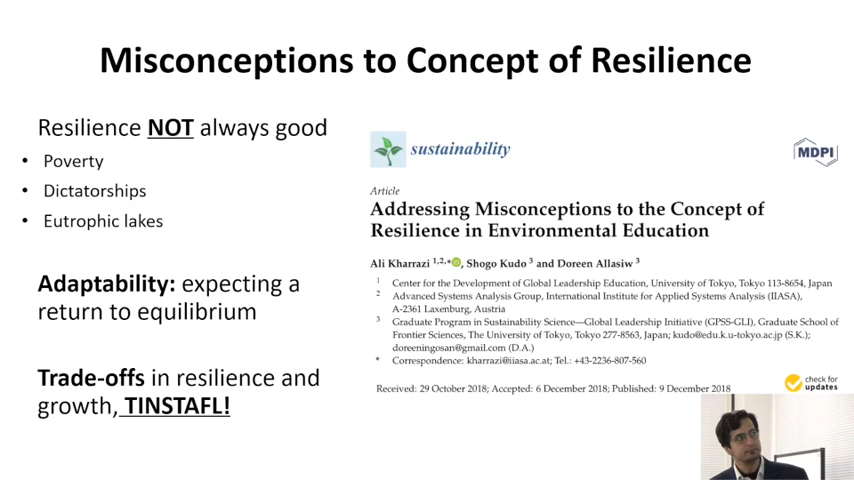 Misconceptions to Concept of Resilience
Resilience NOT always good
• Poverty
• Dictatorships
• Eutrophic lakes
Adaptability: expecting a
return to equilibrium
Trade-offs in resilience and
growth, TINSTAFL!
sustainability
MDPI
Article
Addressing Misconceptions to the Concept of
Resilience in Environmental Education
Ali Kharrazi 1,2,* iD, Shogo Kudo 3 and Doreen Allasiw 3
1 Center for the Development of Global Leadership Education, University of Tokyo, Tokyo 113-8654, Japan
2 Advanced Systems Analysis Group, International Institute for Applied Systems Analysis (IIASA),
A-2361 Laxenburg, Austria
3 Graduate Program in Sustainability Science—Global Leadership Initiative (GPSS-GLI), Graduate School of
Frontier Sciences, The University of Tokyo, Tokyo 277-8563, Japan; kudo@edu.k.u-tokyo.ac.jp (S.K.);
doreeningosan@gmail.com (D.A.)
* Correspondence: kharrazi@iiasa.ac.at; Tel.: +43-2236-807-560
Received: 29 October 2018; Accepted: 6 December 2018; Published: 9 December 2018
check for
updates